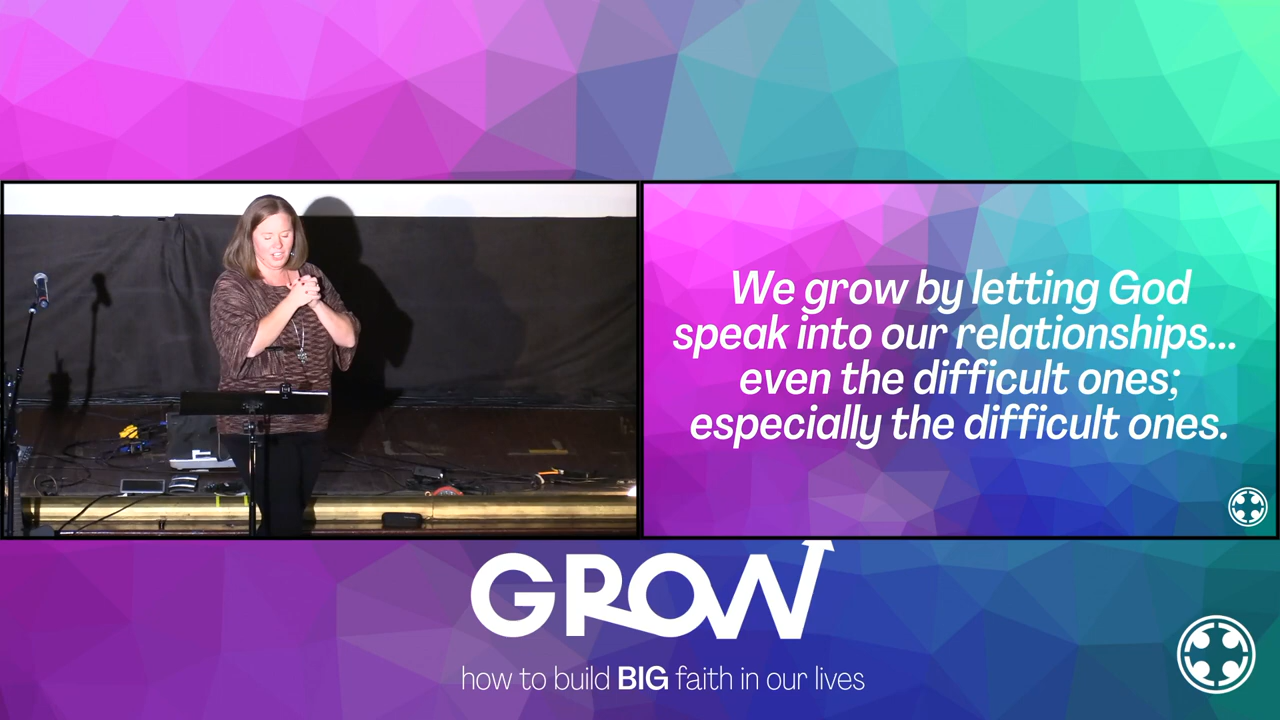 We grow by letting God
speak into our relationships...
even the difficult ones;
especially the difficult ones.
GROW
how to build BIG faith in our lives